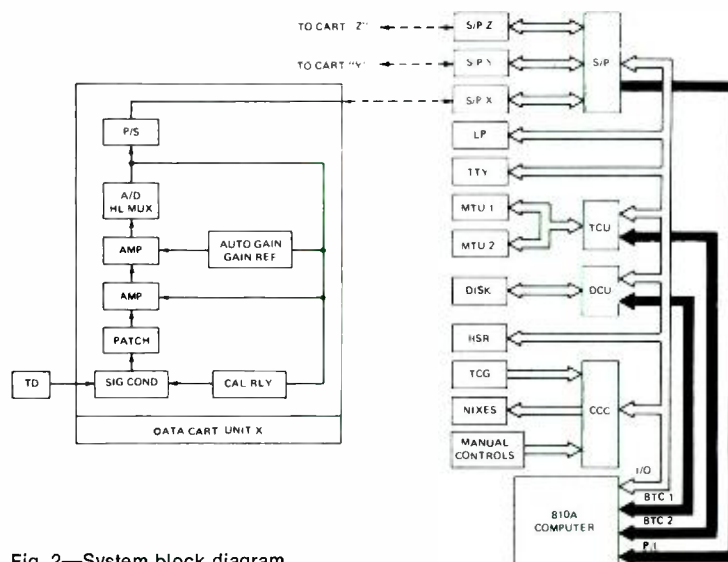 TO CART "Z"
TO CART "Y"
P/S
A/D
HL MUX
AMP
AUTO GAIN
GAIN REF
AMP
PATCH
TD
SIG COND
CAL RLY
DATA CART UNIT X
S/P Z
S/P Y
S/P X
S/P
LP
TTY
MTU 1
MTU 2
TCU
DISK
DCU
HSR
TCG
NIXES
MANUAL
CONTROLS
CCC
I/O
BTC 1
BTC 2
P/I
810A
COMPUTER
Fig. 2—System block diagram